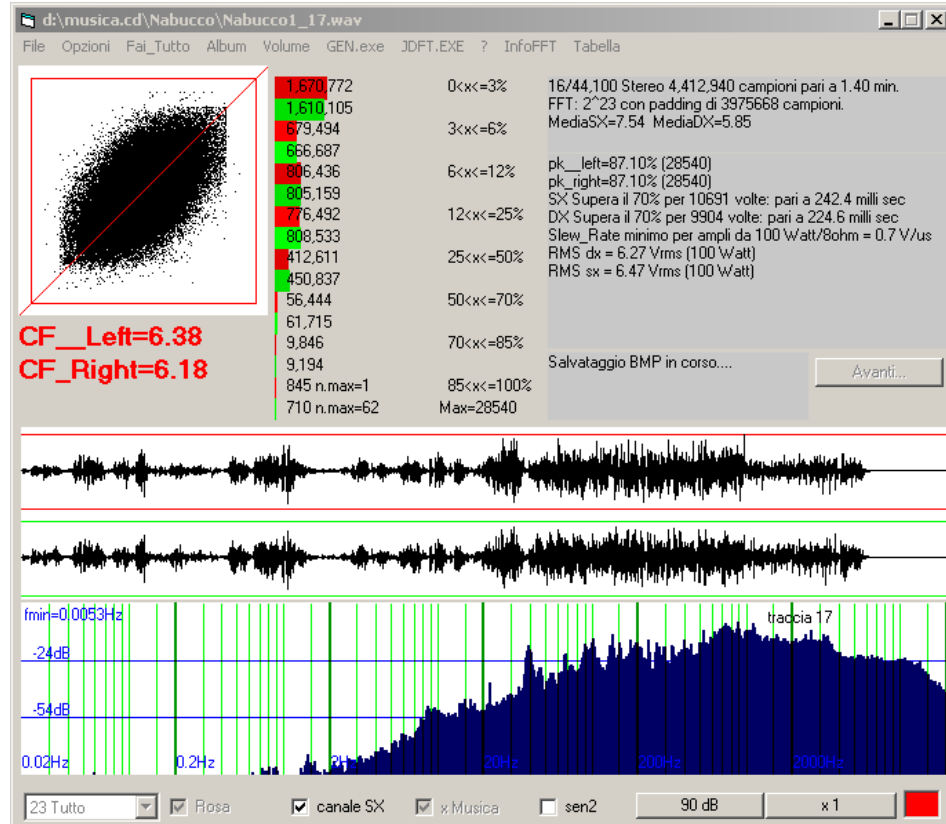 d:\musica.cd\Nabucco\Nabucco1_17.wav
File Opzioni Fai_Tutto Album Volume GEN.exe JDFT.EXE ? InfoFFT Tabella
1,670,772 0<x<=3%
1,610,105
679,494 3<x<=6%
666,687
806,436 6<x<=12%
805,159
776,492 12<x<=25%
808,533
412,611 25<x<=50%
450,837
56,444 50<x<=70%
61,715
9,846 70<x<=85%
9,194
845 n.max=1 85<x<=100%
710 n.max=62 Max=28540
CF__Left=6.38
CF_Right=6.18
16/44,100 Stereo 4,412,940 campioni pari a 1.40 min.
FFT: 2^23 con padding di 3975668 campioni.
MediaSX=7.54 MediaDX=5.85
pk__left=87.10% (28540)
pk_right=87.10% (28540)
SX Supera il 70% per 10691 volte: pari a 242.4 milli sec
DX Supera il 70% per 9904 volte: pari a 224.6 milli sec
Slew_Rate minimo per ampli da 100 Watt/8ohm = 0.7 V/us
RMS dx = 6.27 Vrms (100 Watt)
RMS sx = 6.47 Vrms (100 Watt)
Salvataggio BMP in corso....
Avanti...
fmin=0.0053Hz
traccia 17
-24dB
-54dB
0.02Hz 0.2Hz 2Hz 20Hz 200Hz 2000Hz
23 Tutto Rosa canale SX x Musica sen2 90 dB x 1